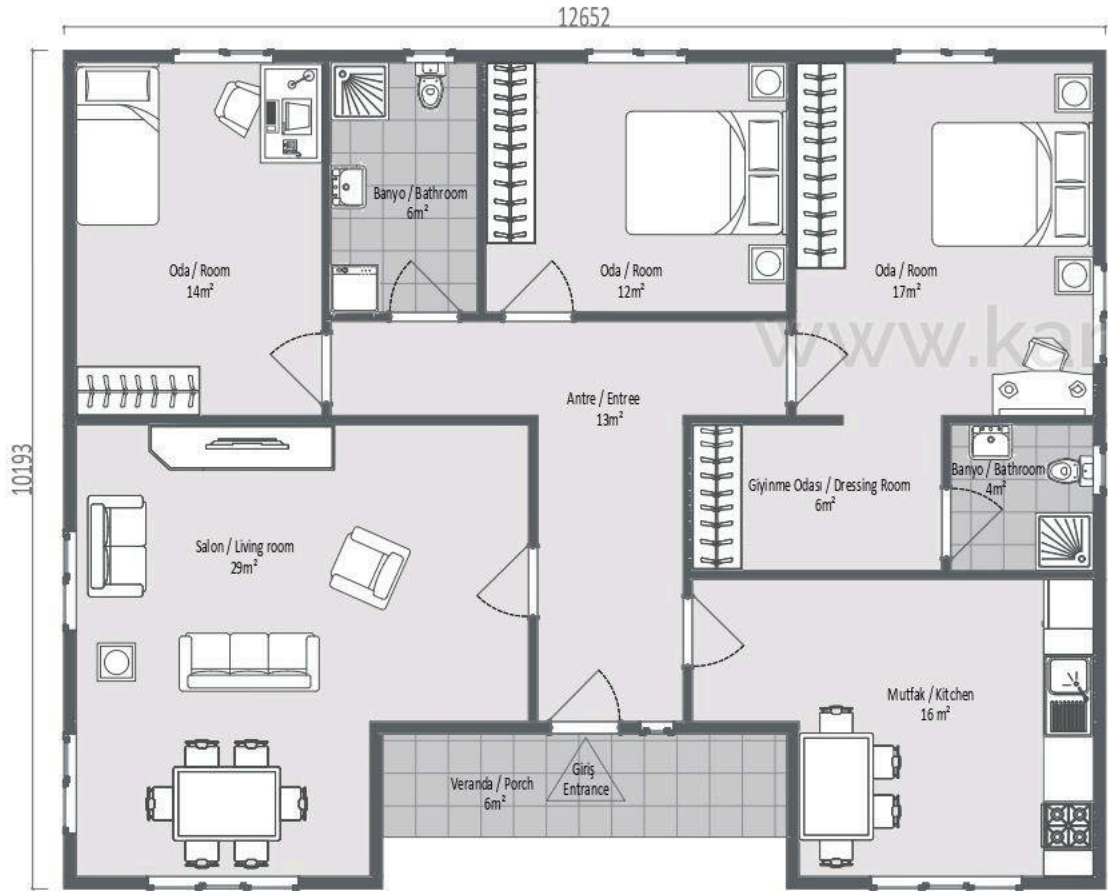 12652
10193
Banyo / Bathroom
6m²
Oda / Room
14m²
Oda / Room
12m²
Oda / Room
17m²
www.kar
Antre / Entree
13m²
Giyinme Odası / Dressing Room
6m²
Banyo / Bathroom
4m²
Salon / Living room
29m²
Mutfak / Kitchen
16 m²
Veranda / Porch
6m²
Giriş
Entrance